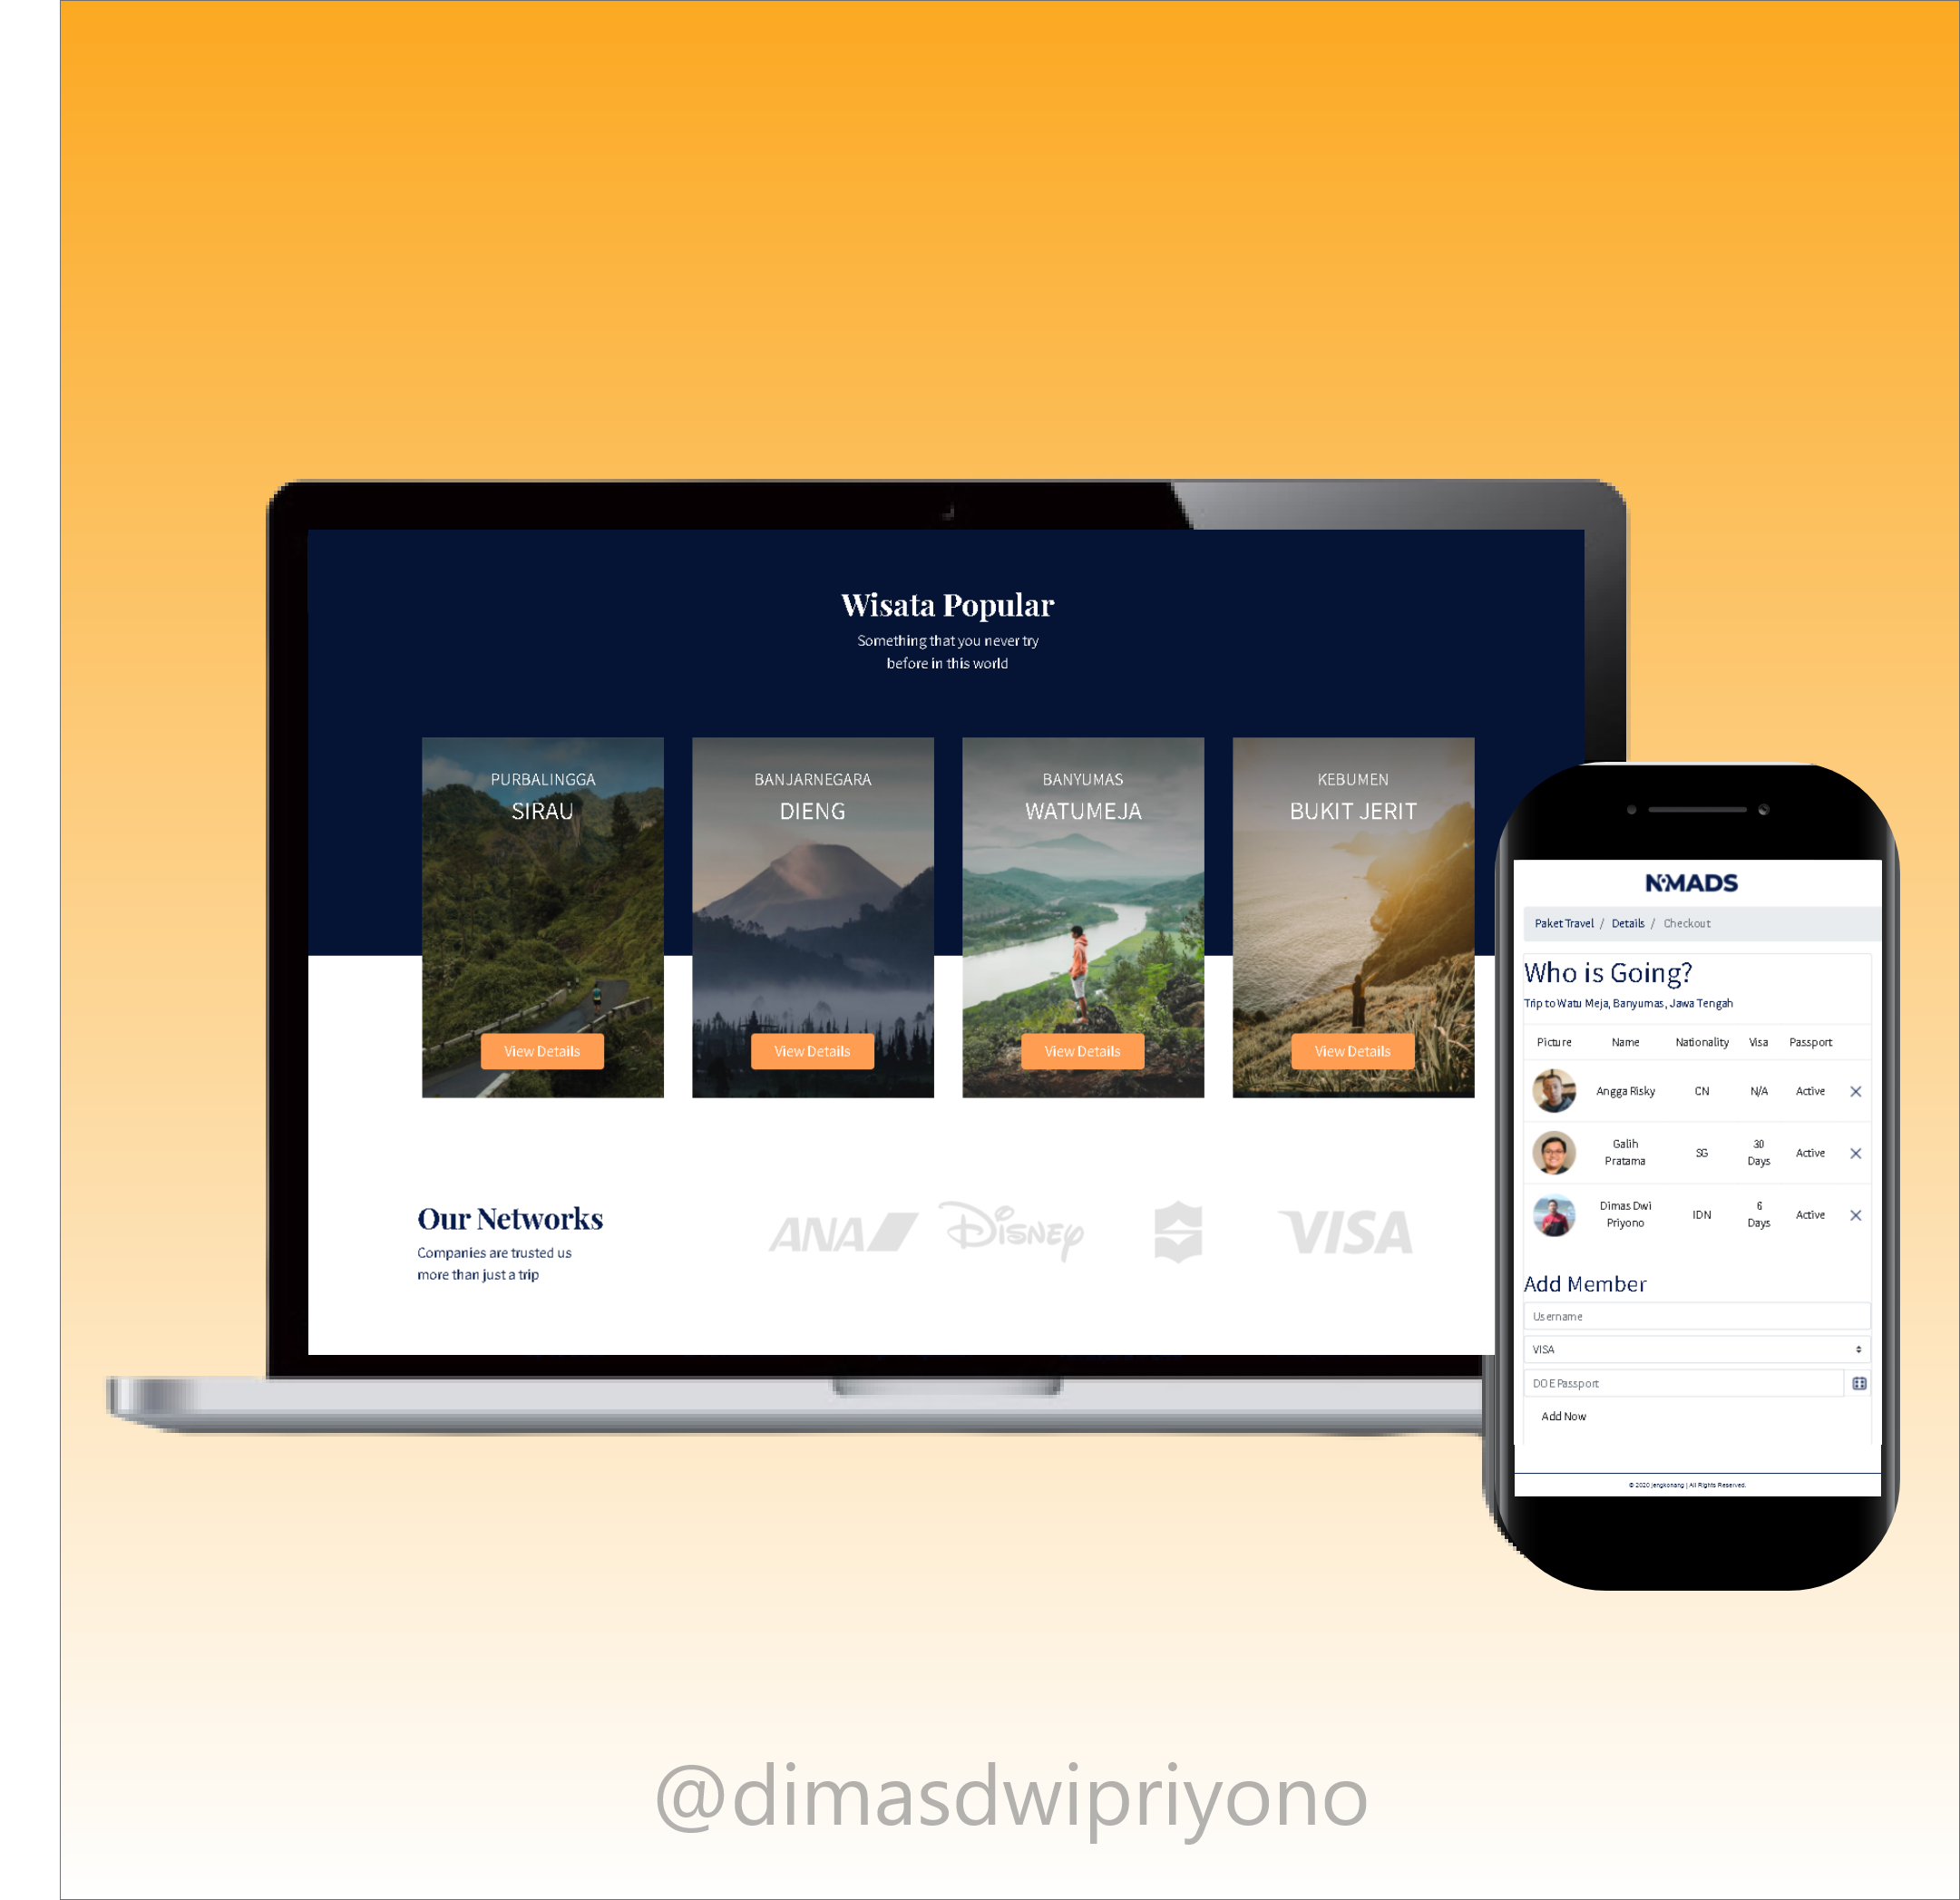 Wisata Popular
Something that you never try
before in this world
PURBALINGGA
SIRAU
View Details
BANJARNEGARA
DIENG
View Details
BANYUMAS
WATUMEJA
View Details
KEBUMEN
BUKIT JERIT
View Details
Our Networks
Companies are trusted us
more than just a trip
ANA
Disney
VISA
NOMADS
Paket Travel / Details / Checkout
Who is Going?
Trip to Watu Meja, Banyumas, Jawa Tengah
Picture Name Nationality Visa Passport
Angga Risky CN N/A Active
Galih
Pratama SG 30
Days Active
Dimas Dwi
Priyono IDN 6
Days Active
Add Member
Username
VISA
DOE Passport
Add Now
© 2020 jengkonang | All Rights Reserved.
@dimasdwipriyono